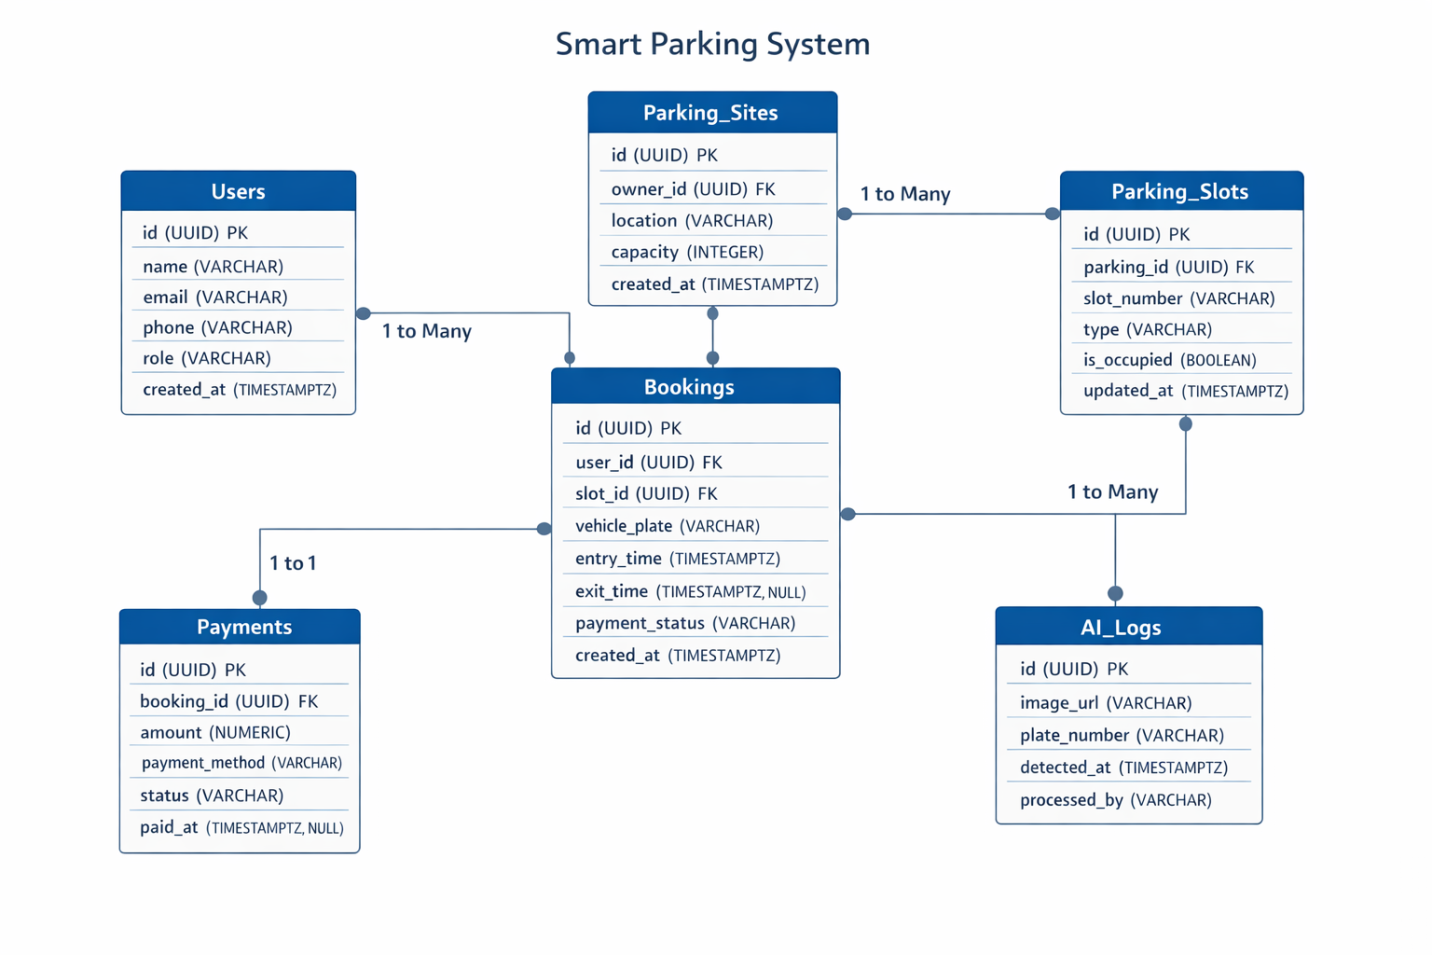 Smart Parking System
Parking_Sites
id (UUID) PK
owner_id (UUID) FK
location (VARCHAR)
capacity (INTEGER)
created_at (TIMESTAMPTZ)
1 to Many
Parking_Slots
id (UUID) PK
parking_id (UUID) FK
slot_number (VARCHAR)
type (VARCHAR)
is_occupied (BOOLEAN)
updated_at (TIMESTAMPTZ)
Users
id (UUID) PK
name (VARCHAR)
email (VARCHAR)
phone (VARCHAR)
role (VARCHAR)
created_at (TIMESTAMPTZ)
1 to Many
Bookings
id (UUID) PK
user_id (UUID) FK
slot_id (UUID) FK
vehicle_plate (VARCHAR)
entry_time (TIMESTAMPTZ)
exit_time (TIMESTAMPTZ, NULL)
payment_status (VARCHAR)
created_at (TIMESTAMPTZ)
1 to Many
1 to 1
Payments
id (UUID) PK
booking_id (UUID) FK
amount (NUMERIC)
payment_method (VARCHAR)
status (VARCHAR)
paid_at (TIMESTAMPTZ, NULL)
AI_Logs
id (UUID) PK
image_url (VARCHAR)
plate_number (VARCHAR)
detected_at (TIMESTAMPTZ)
processed_by (VARCHAR)